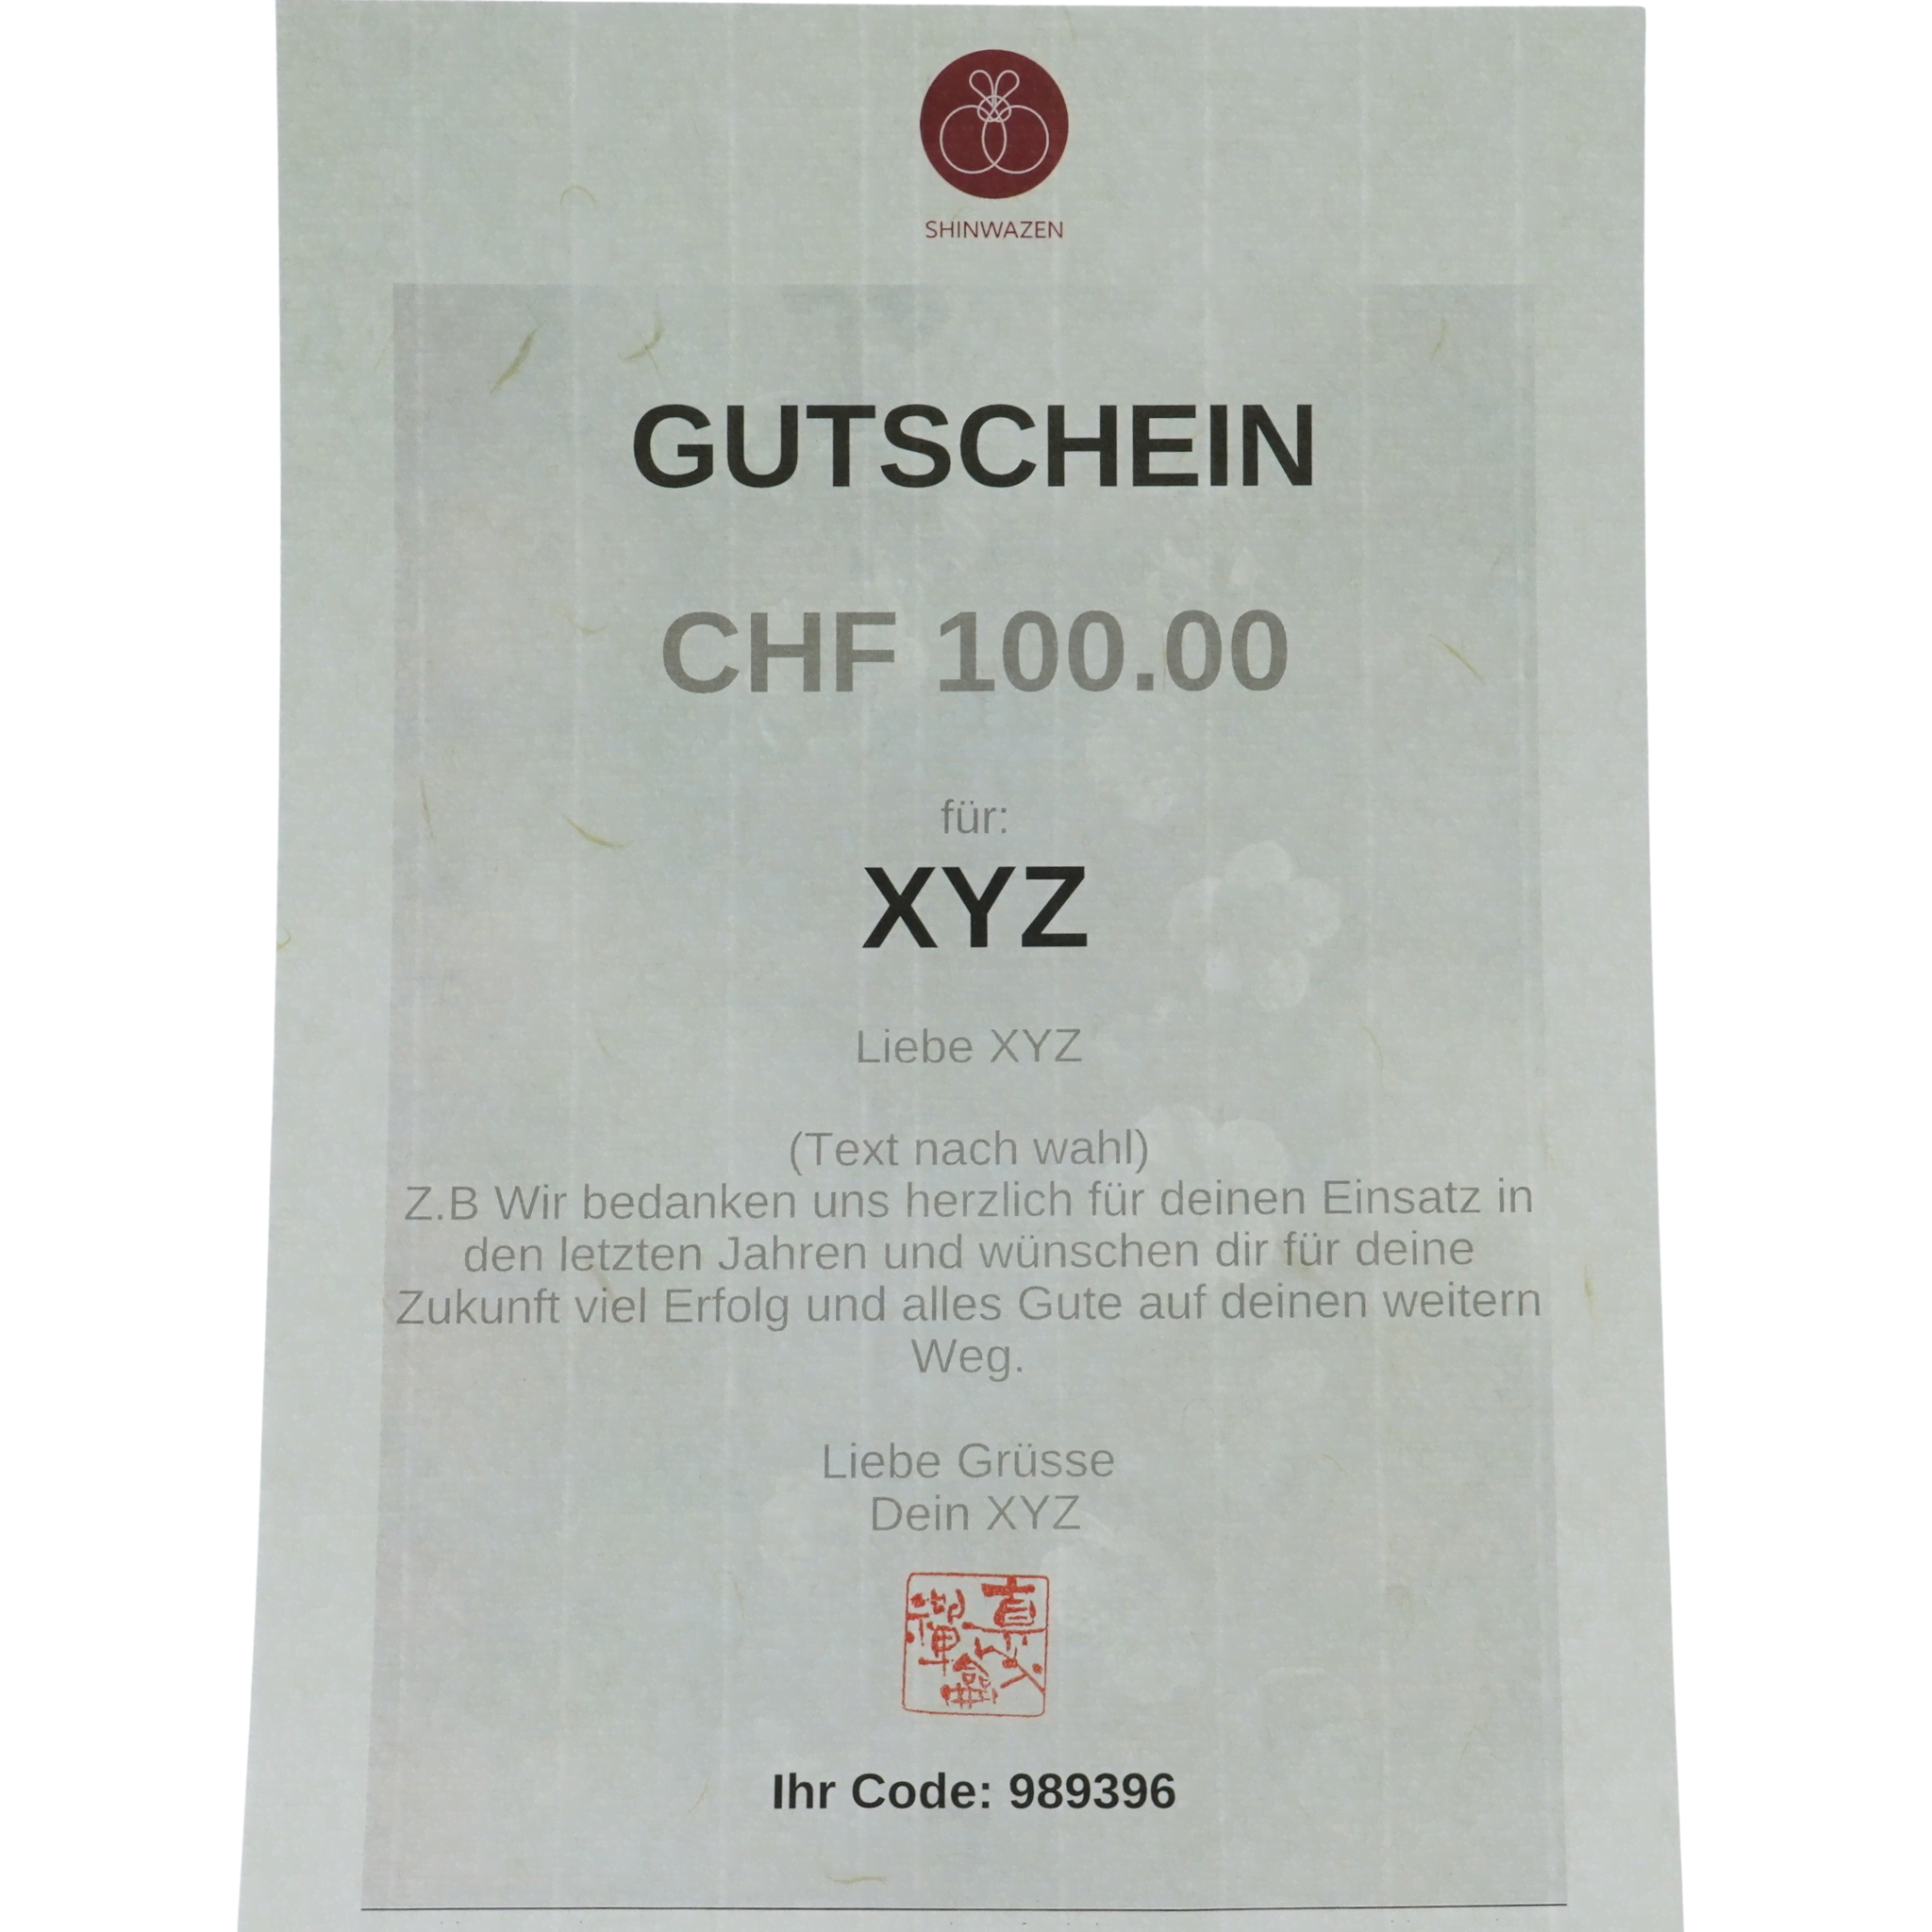 SHINWAZEN
GUTSCHEIN
CHF 100.00
für:
XYZ
Liebe XYZ
(Text nach wahl)
Z.B Wir bedanken uns herzlich für deinen Einsatz in
den letzten Jahren und wünschen dir für deine
Zukunft viel Erfolg und alles Gute auf deinen weitern
Weg.
Liebe Grüsse
Dein XYZ
Ihr Code: 989396